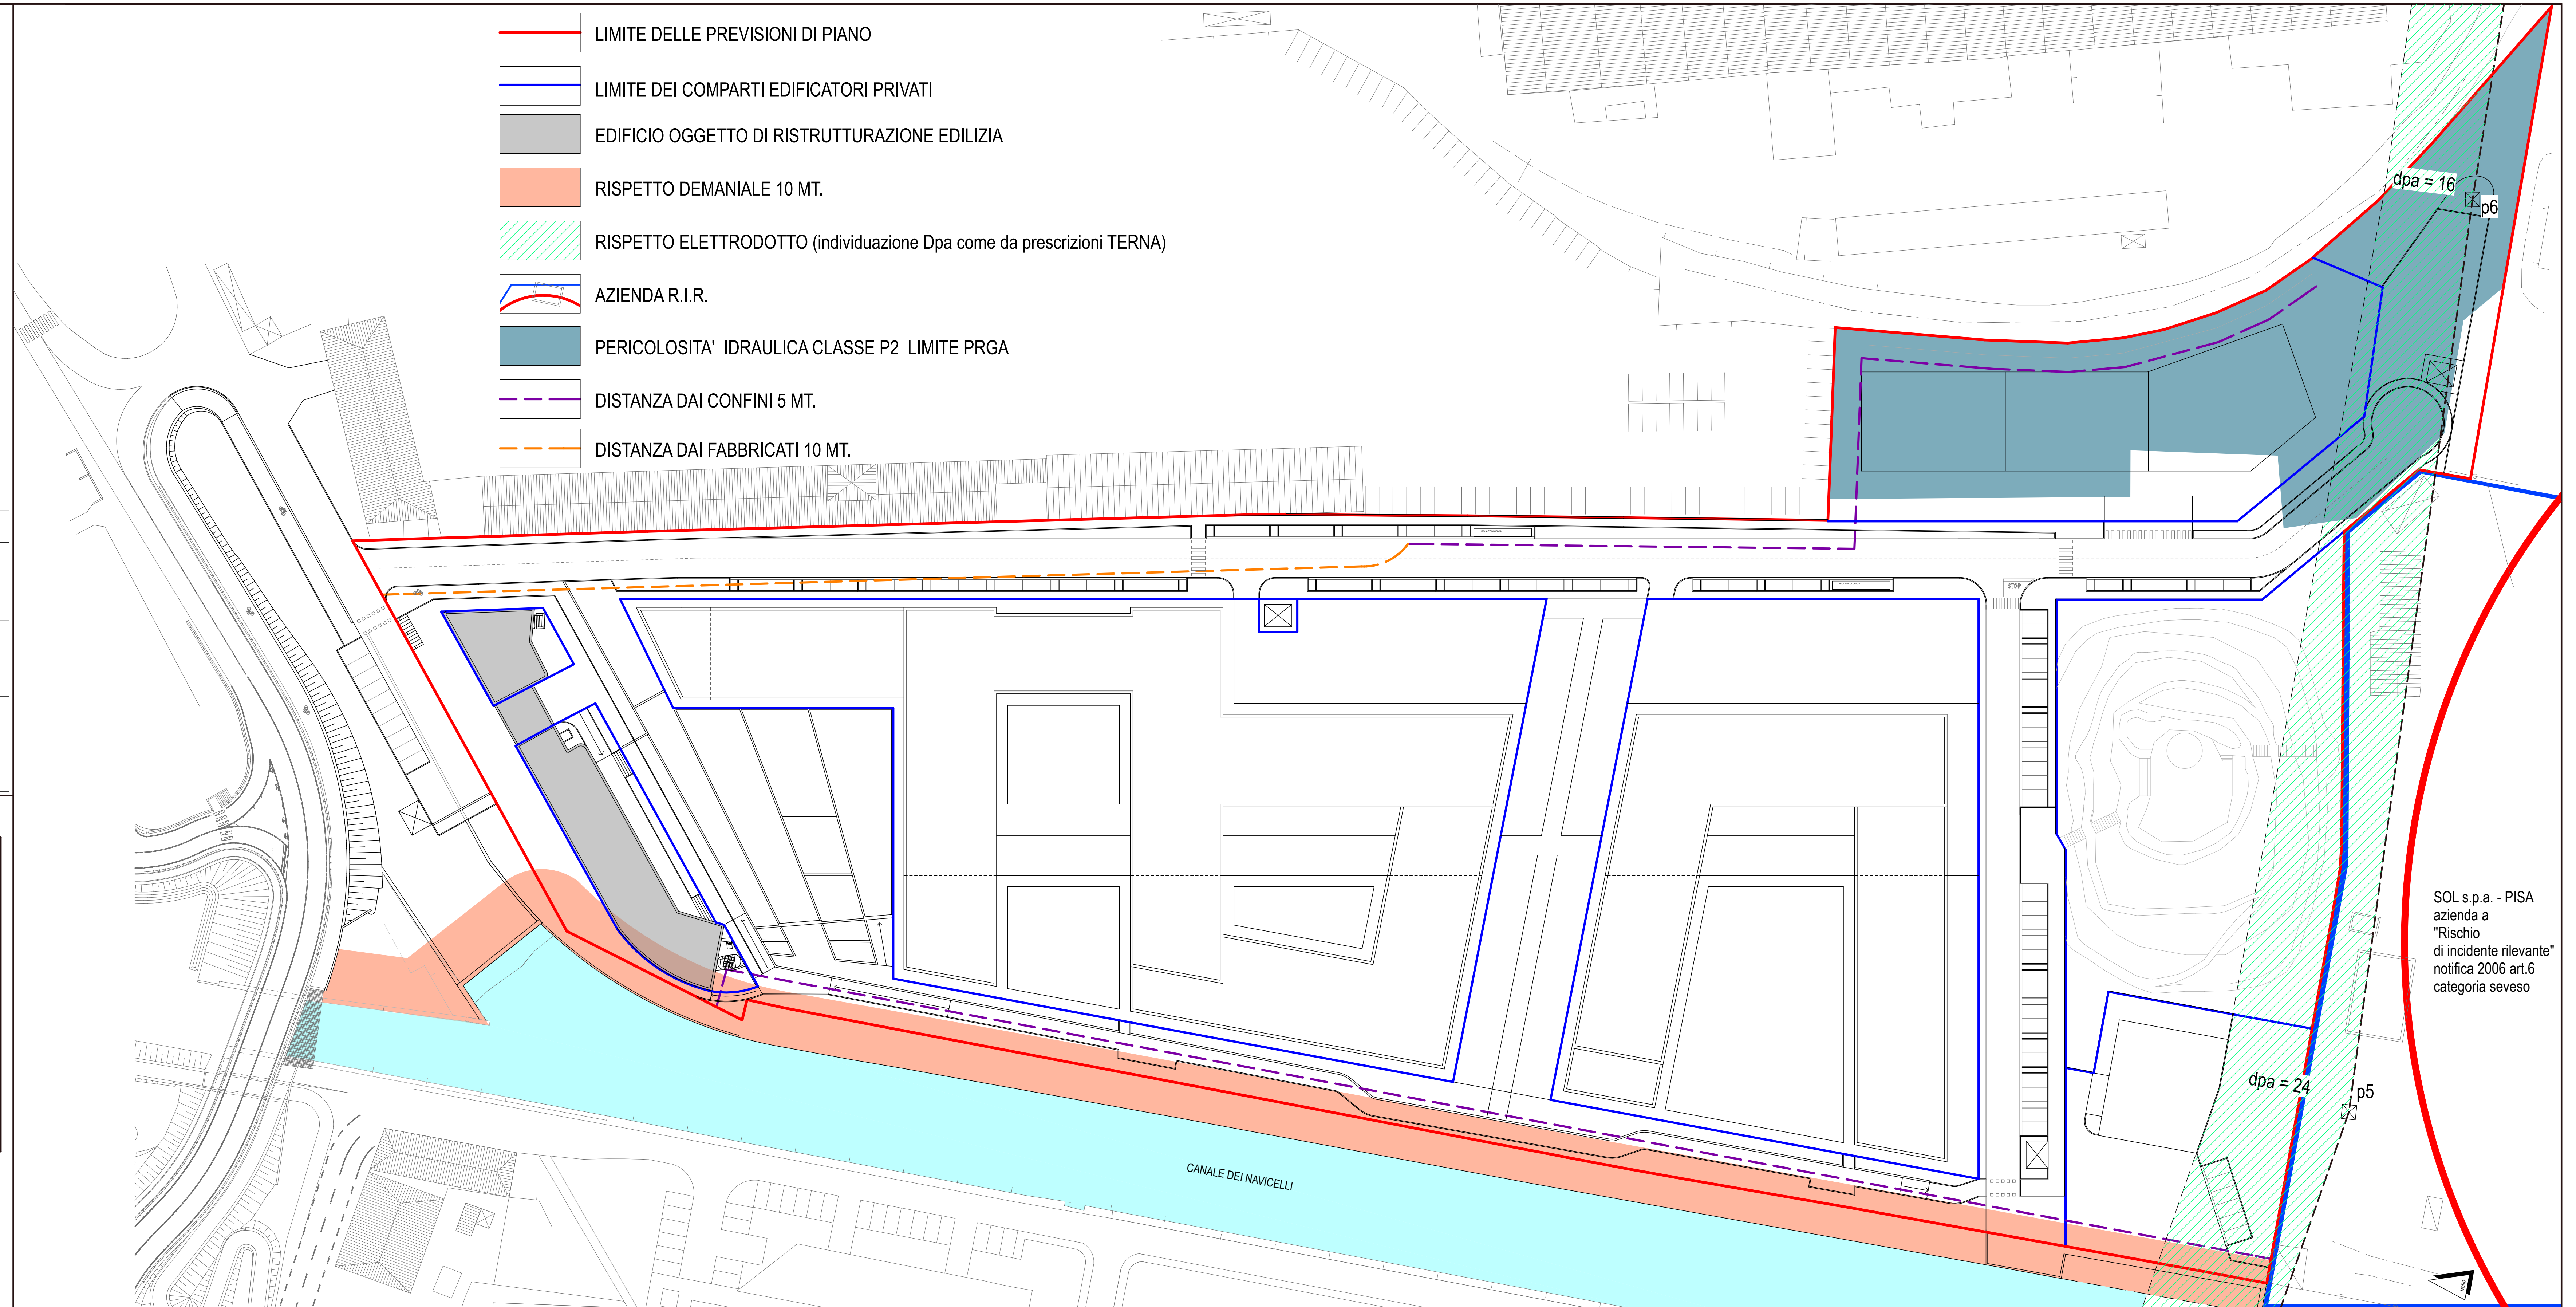 LIMITE DELLE PREVISIONI DI PIANO
LIMITE DEI COMPARTI EDIFICATORI PRIVATI
EDIFICIO OGGETTO DI RISTRUTTURAZIONE EDILIZIA
RISPETTO DEMANIALE 10 MT.
RISPETTO ELETTRODOTTO (individuazione Dpa come da prescrizioni TERNA)
AZIENDA R.I.R.
PERICOLOSITA' IDRAULICA CLASSE P2 LIMITE PRGA
DISTANZA DAI CONFINI 5 MT.
DISTANZA DAI FABBRICATI 10 MT.
dpa = 16
p6
STOP
SOL s.p.a. - PISA
azienda a
"Rischio
di incidente rilevante"
notifica 2006 art.6
categoria seveso
dpa = 24
p5
CANALE DEI NAVICELLI